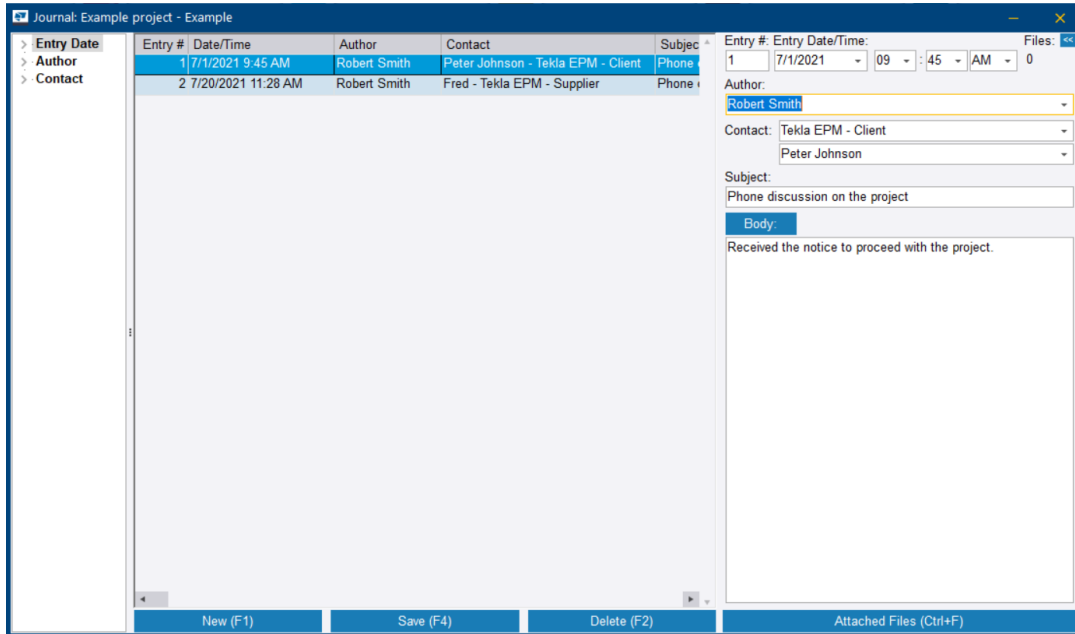 Journal: Example project - Example
Entry Date
Author
Contact
Entry # Date/Time Author Contact Subjec
1 7/1/2021 9:45 AM Robert Smith Peter Johnson - Tekla EPM - Client Phone
2 7/20/2021 11:28 AM Robert Smith Fred - Tekla EPM - Supplier Phone
Entry #: Entry Date/Time: Files: <<
1 7/1/2021 09 : 45 AM 0
Author:
Robert Smith
Contact: Tekla EPM - Client
Peter Johnson
Subject:
Phone discussion on the project
Body:
Received the notice to proceed with the project.
New (F1) Save (F4) Delete (F2) Attached Files (Ctrl+F)